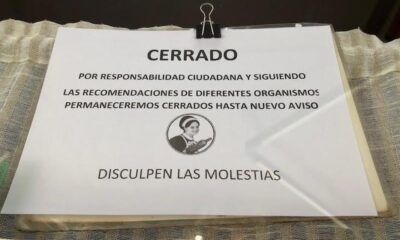 CERRADO
POR RESPONSABILIDAD CIUDADANA Y SIGUIENDO
LAS RECOMENDACIONES DE DIFERENTES ORGANISMOS
PERMANECEREMOS CERRADOS HASTA NUEVO AVISO
DISCULPEN LAS MOLESTIAS